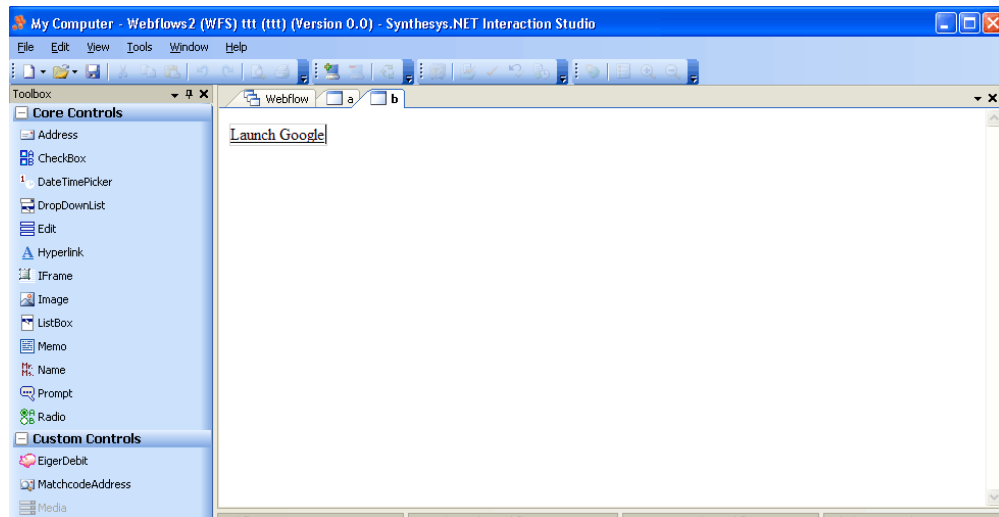 My Computer - Webflows2 (WFS) ttt (ttt) (Version 0.0) - Synthesys.NET Interaction Studio
File Edit View Tools Window Help
Toolbox
Webflow a b
Core Controls
Launch Google
Address
CheckBox
DateTimePicker
DropDownList
Edit
Hyperlink
IFrame
Image
ListBox
Memo
Name
Prompt
Radio
Custom Controls
EigerDebit
MatchcodeAddress
Media